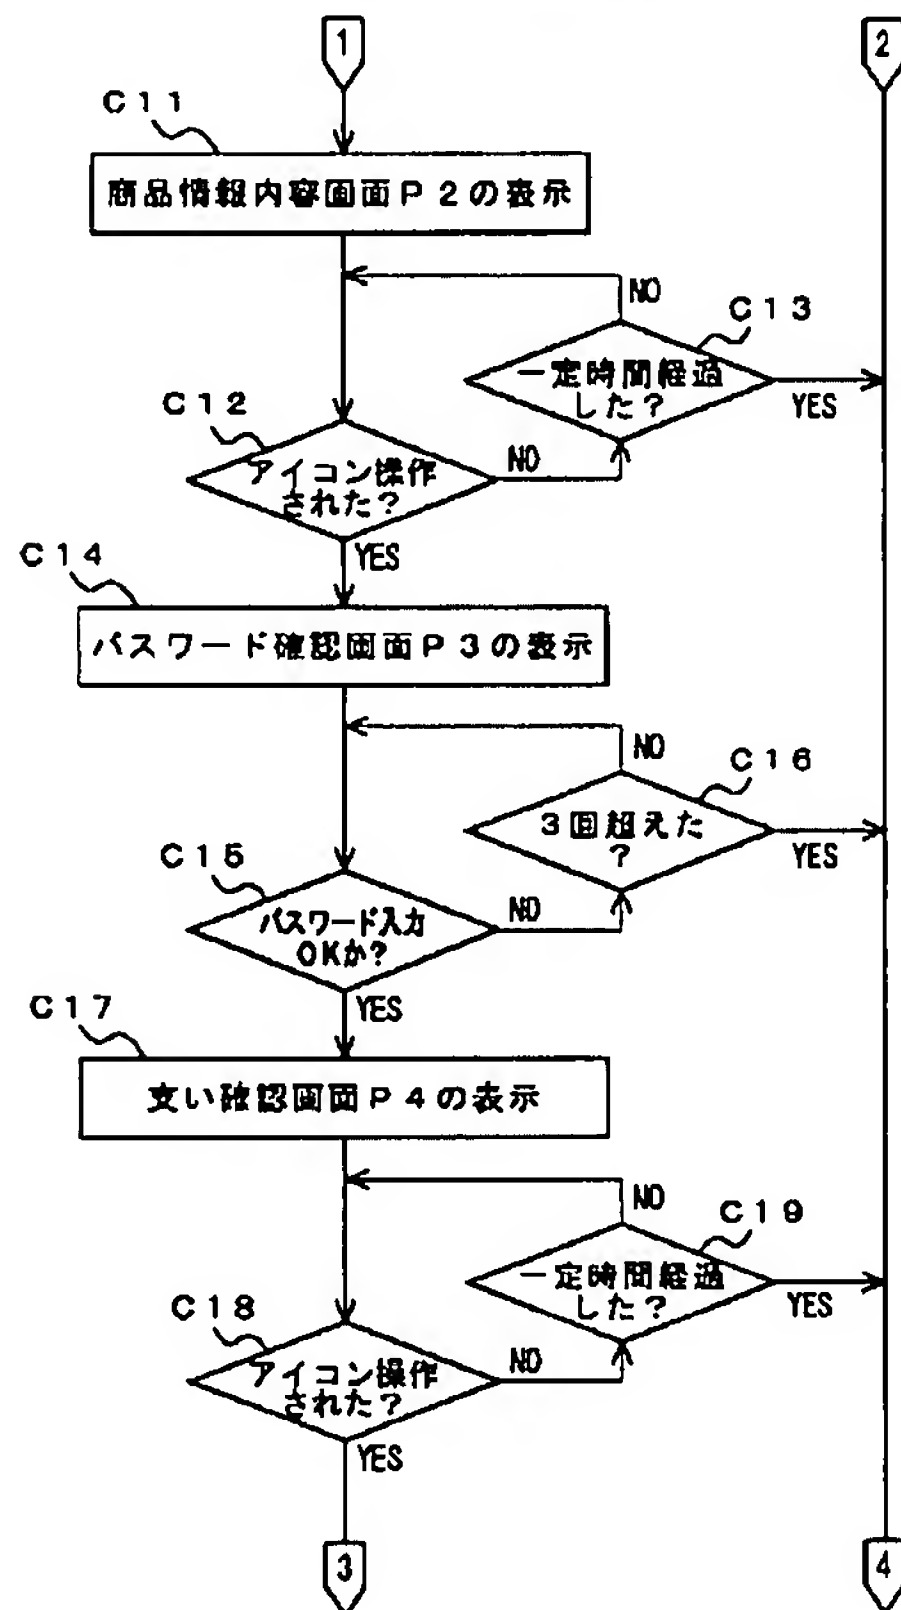 1
2
C11
商品情報内容画面P2の表示
NO
C13
一定時間経過
した?
YES
C12
アイコン操作
された?
NO
YES
C14
パスワード確認画面P3の表示
NO
C16
3回超えた
?
YES
C15
パスワード入力
OKか?
NO
YES
C17
支い確認画面P4の表示
NO
C19
一定時間経過
した?
YES
C18
アイコン操作
された?
NO
YES
3
4